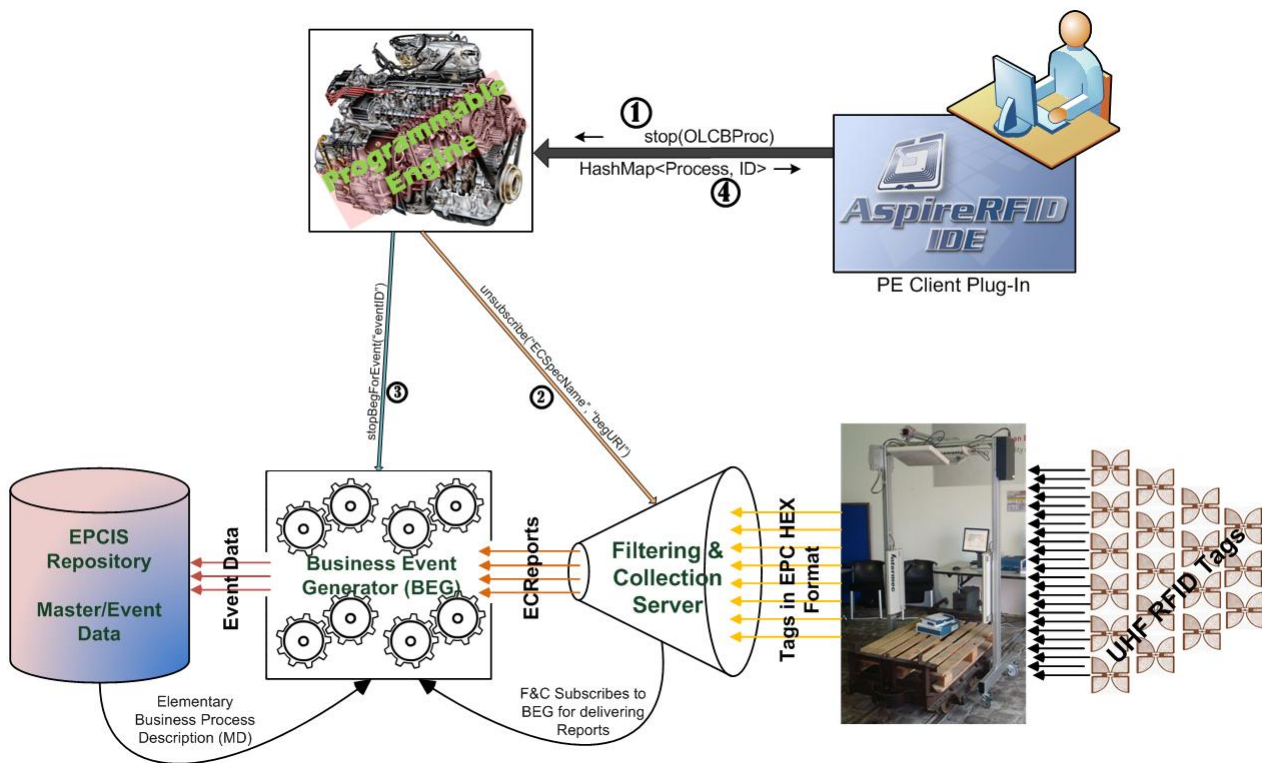 Programmable
Engine
①
stop(OLCBProc)
HashMap<Process, ID>
④
AspireRFID
IDE
PE Client Plug-In
stopBegForEvent("eventID")
③
unsubscribe("ECSpecName", "begURI")
②
EPCIS
Repository
Master/Event
Data
Event Data
Business Event
Generator (BEG)
ECReports
Filtering &
Collection
Server
Tags in EPC HEX
Format
Intermec
UHF RFID Tags
Elementary
Business Process
Description (MD)
F&C Subscribes to
BEG for delivering
Reports